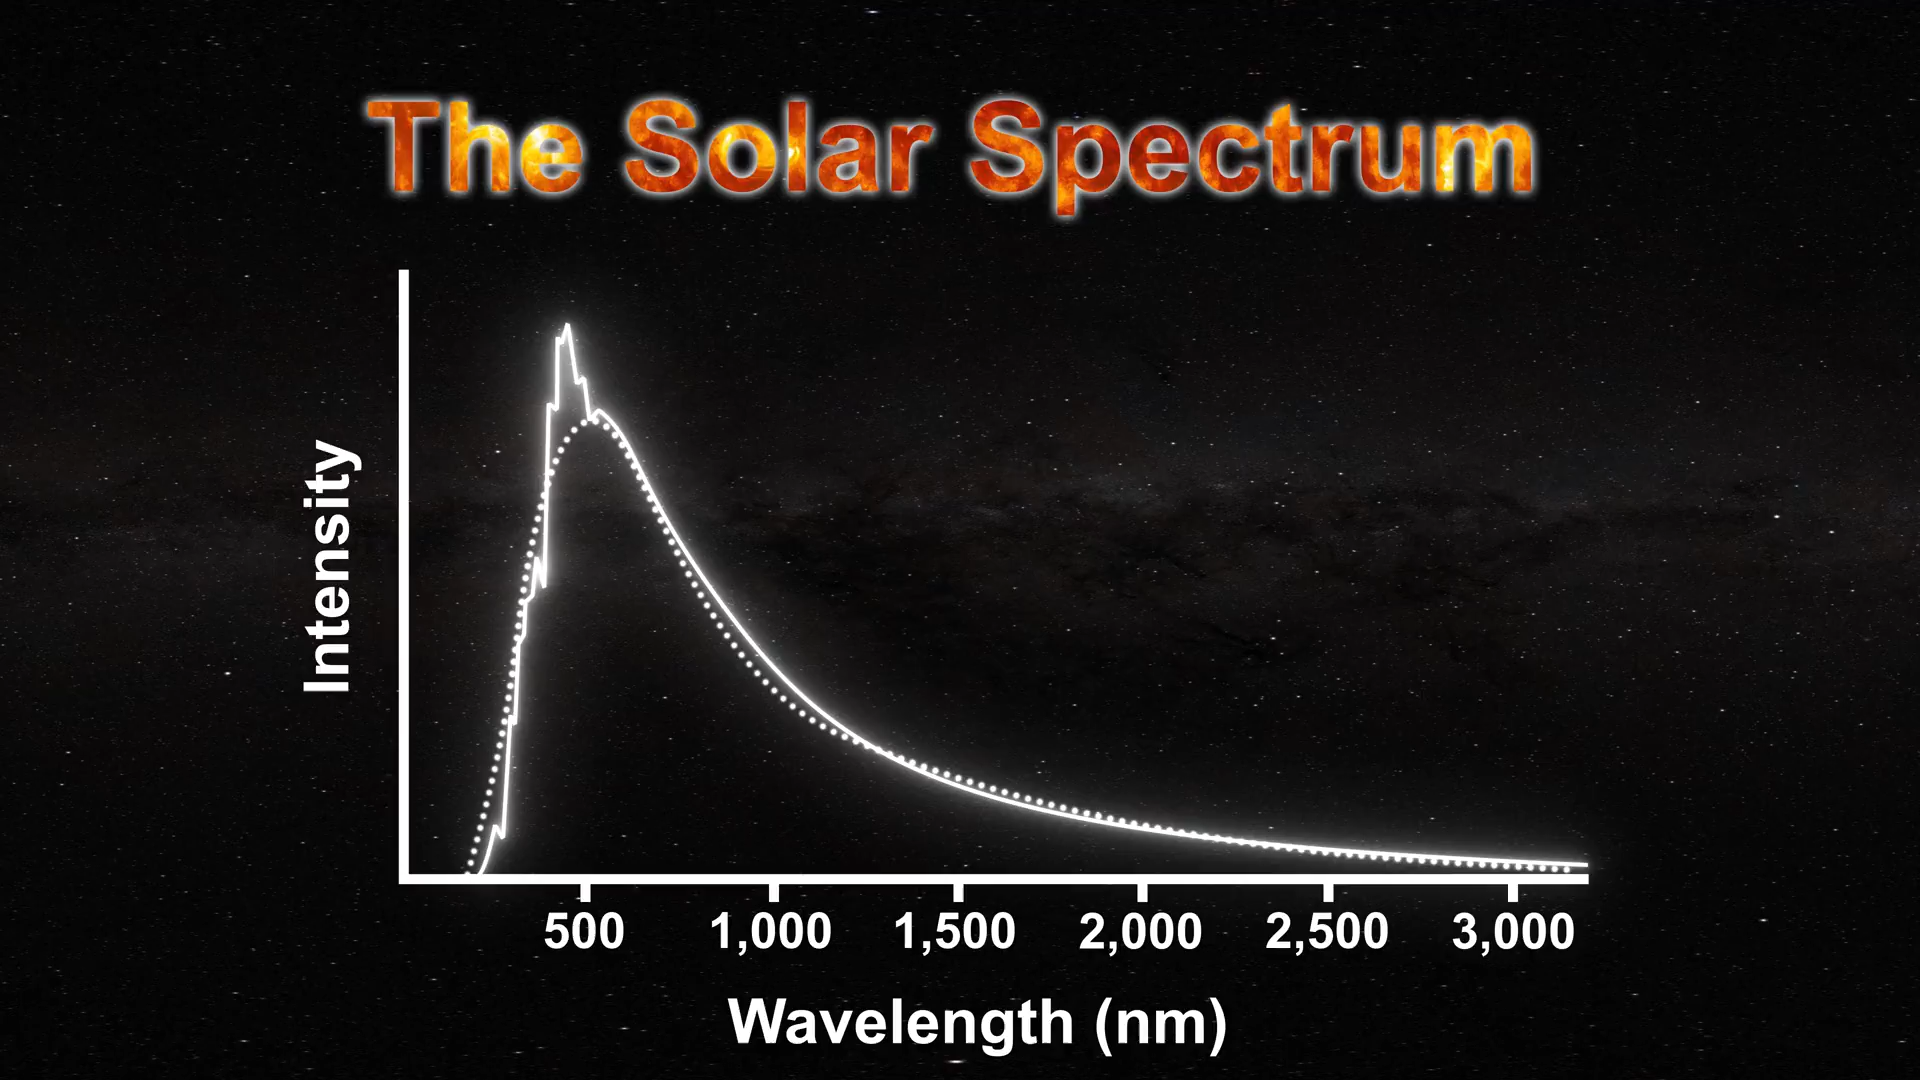 The Solar Spectrum
Intensity
500 1,000 1,500 2,000 2,500 3,000
Wavelength (nm)